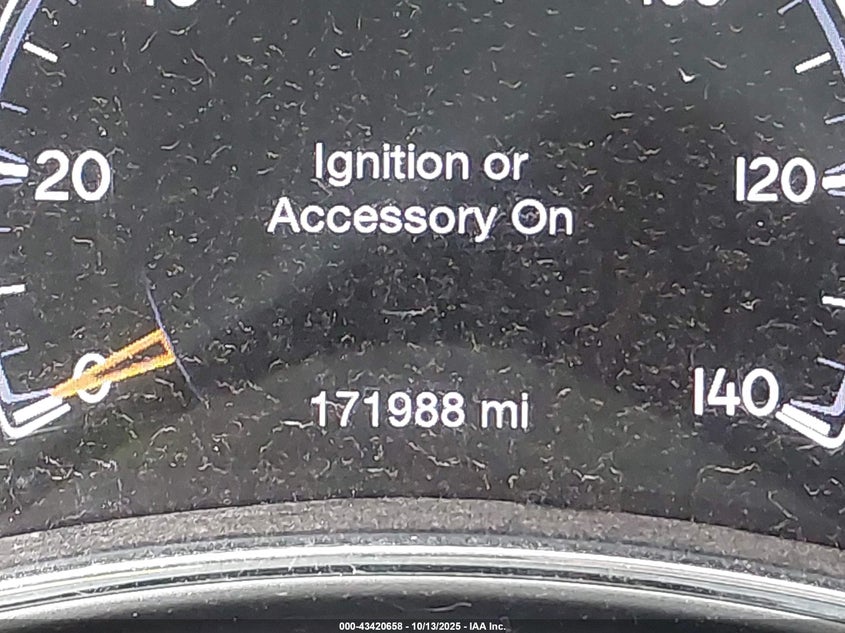 20
Ignition or
Accessory On
120
0
171988 mi
140
000-43420658 - 10/13/2025 - IAA Inc.